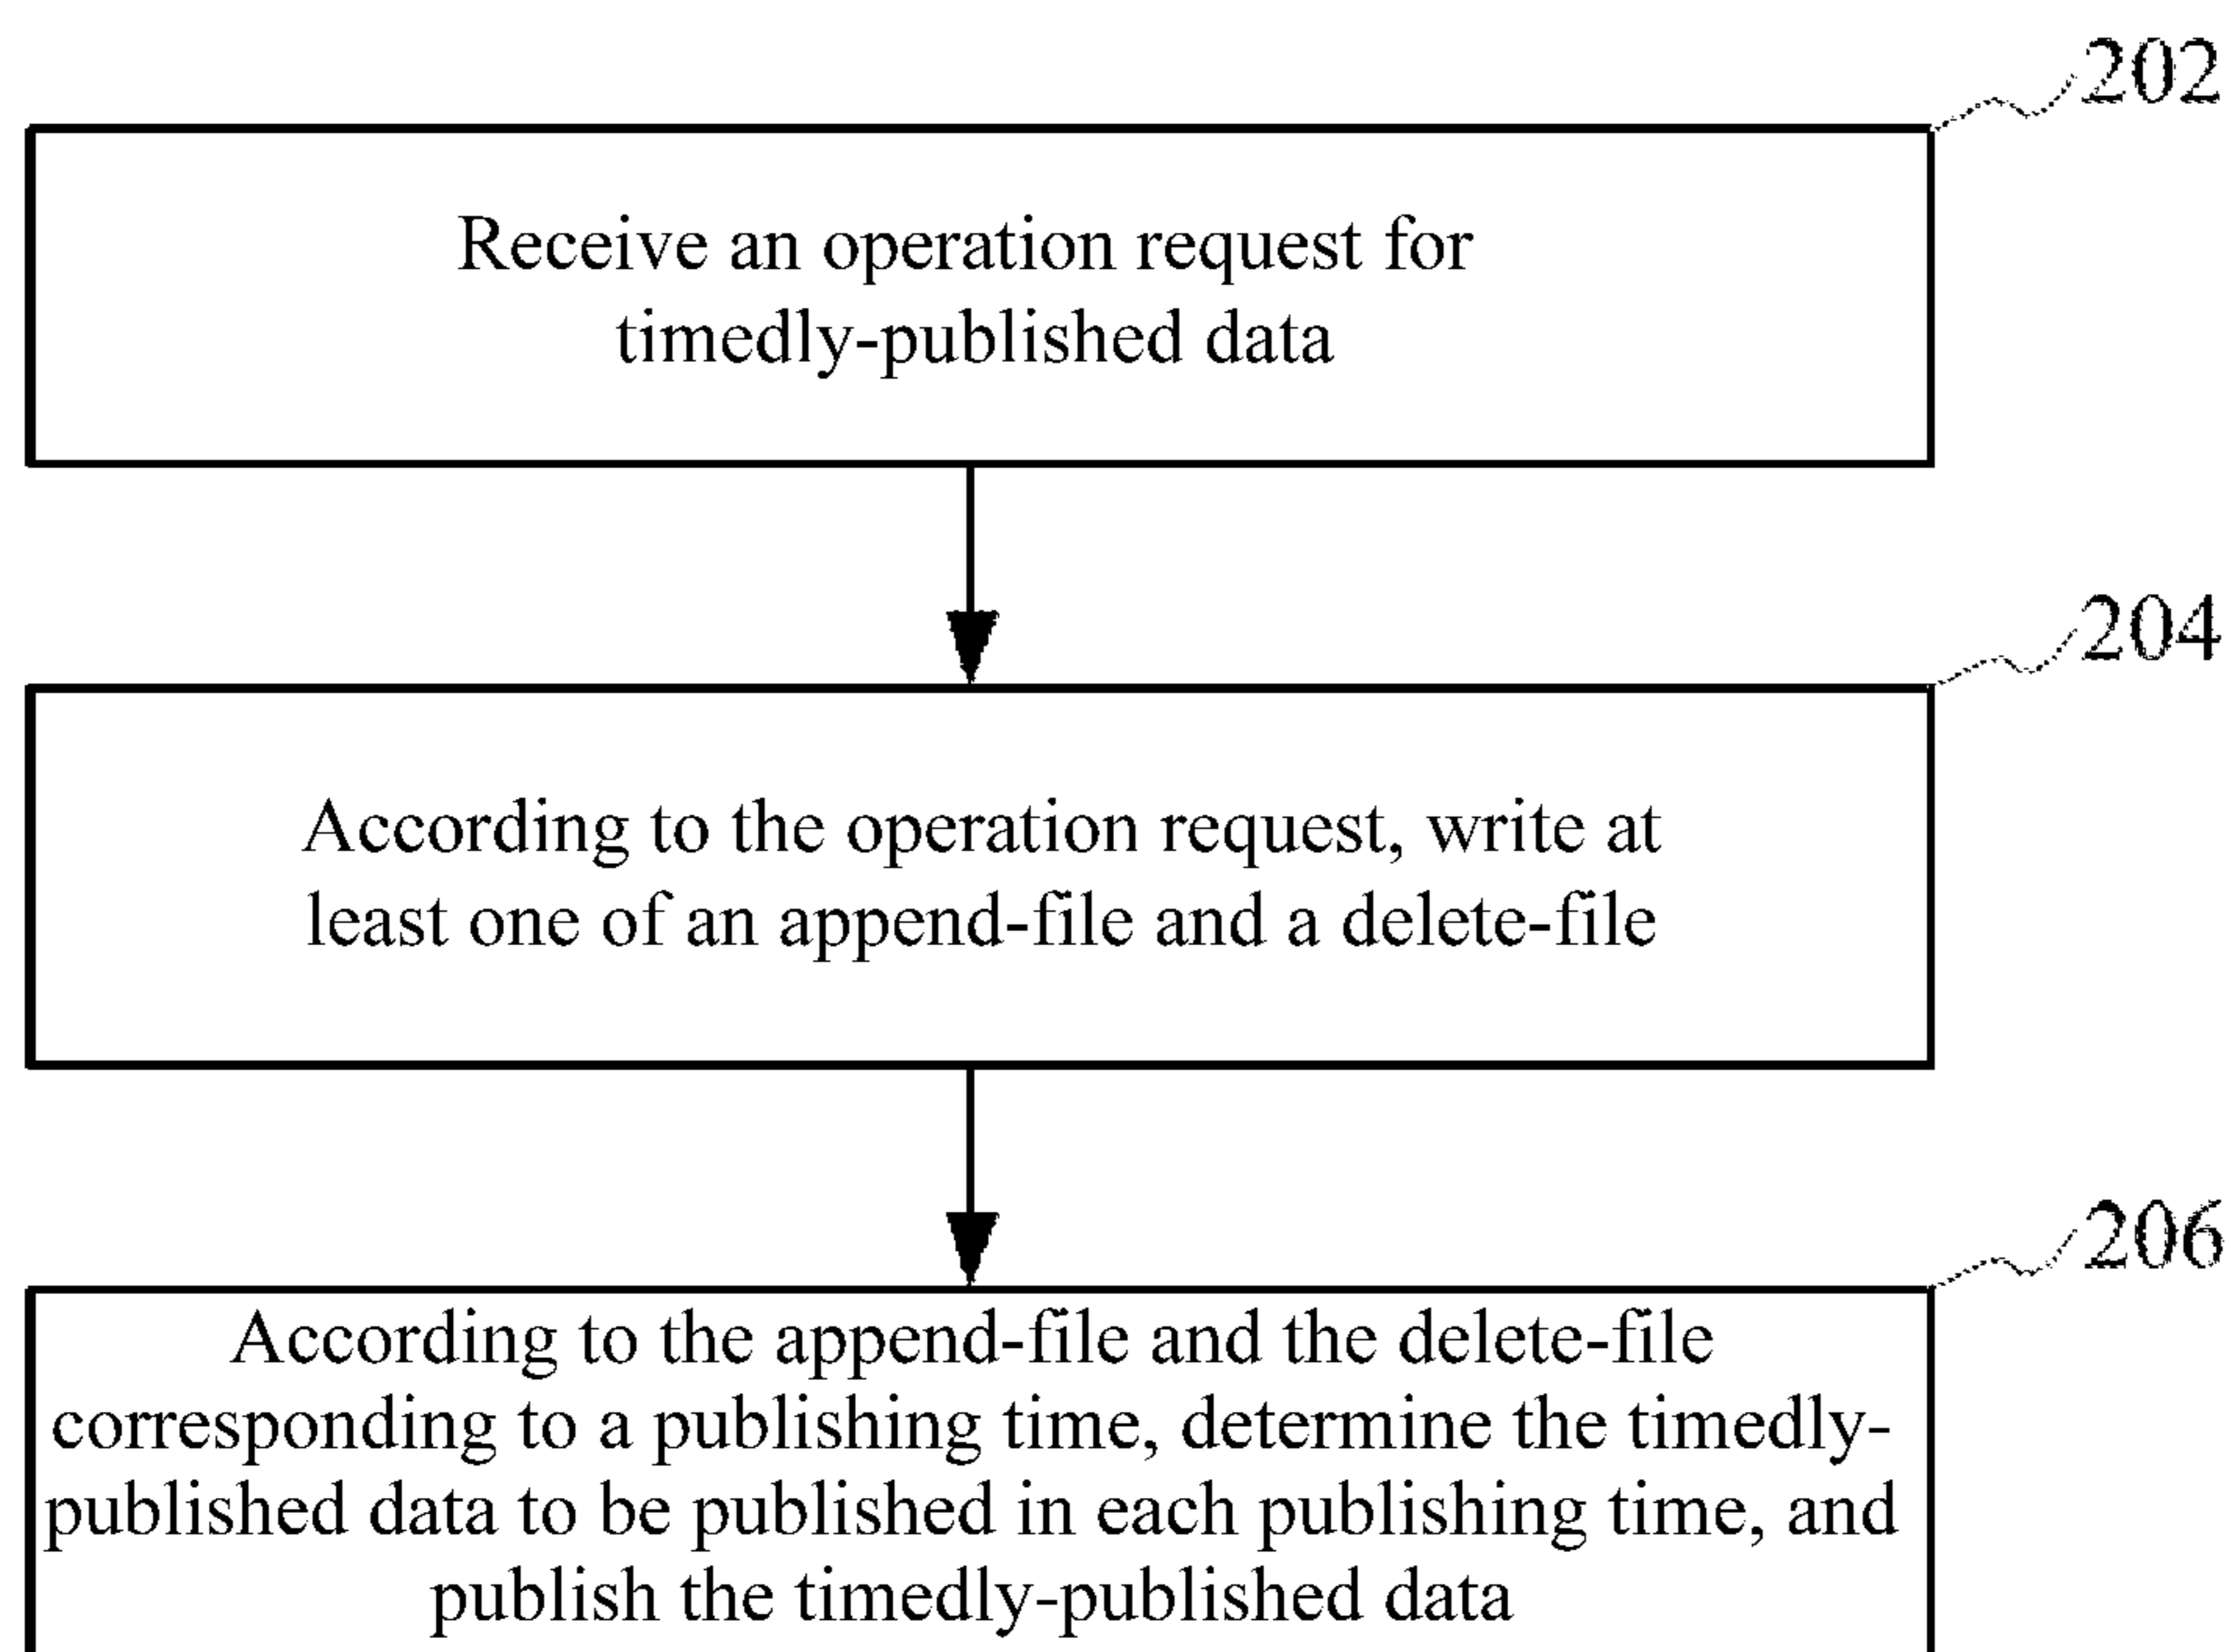 202
Receive an operation request for
timedly-published data
204
According to the operation request, write at
least one of an append-file and a delete-file
206
According to the append-file and the delete-file
corresponding to a publishing time, determine the timedly-
published data to be published in each publishing time, and
publish the timedly-published data